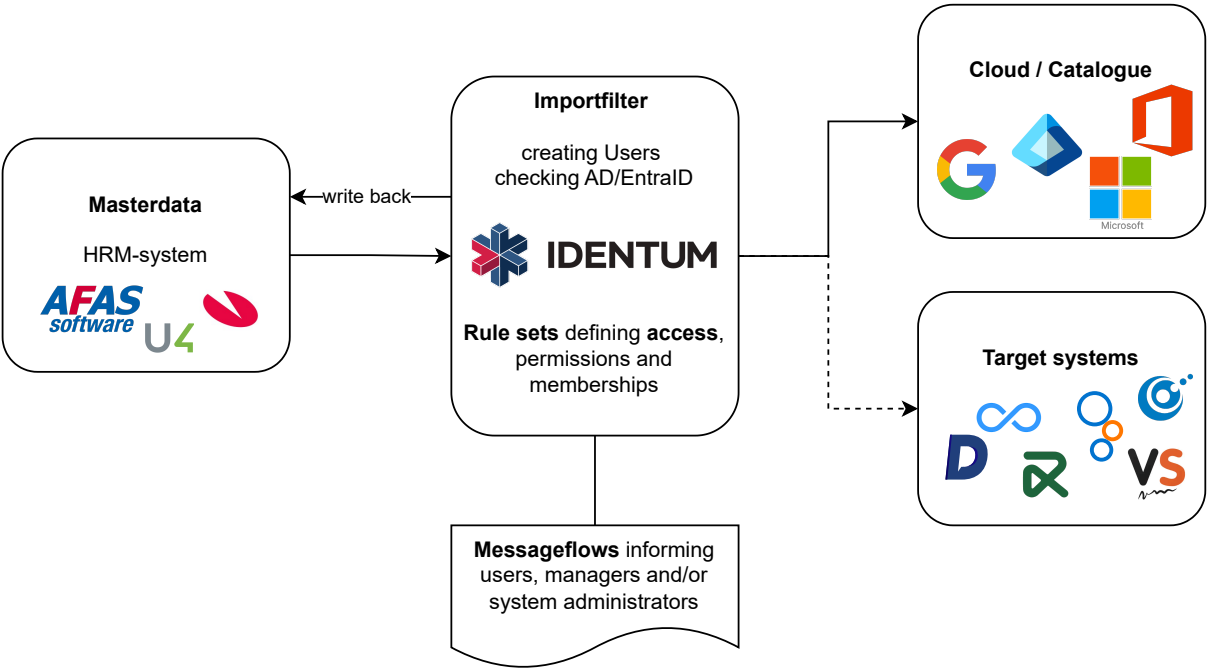 Masterdata
HRM-system
AFAS
software
U4
write back
Importfilter
creating Users
checking AD/EntraID
IDENTUM
Rule sets defining access,
permissions and
memberships
Messageflows informing
users, managers and/or
system administrators
Cloud / Catalogue
G
Microsoft
Target systems
D
VS